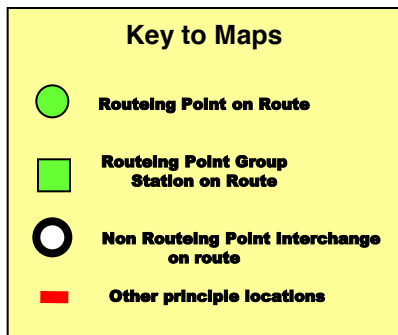 Key to Maps
Routeing Point on Route
Routeing Point Group
Station on Route
Non Routeing Point Interchange
on route
Other principle locations